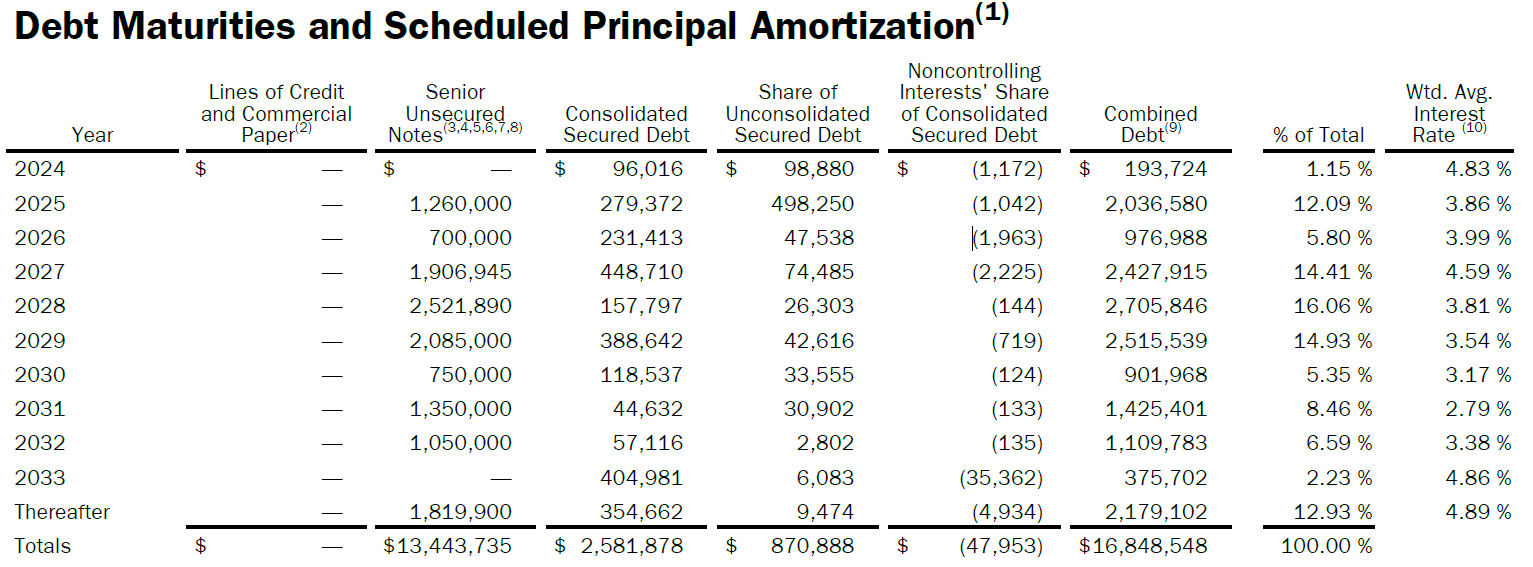 Debt Maturities and Scheduled Principal Amortization(1)
Year Lines of Credit and Commercial Paper(2) Senior Unsecured Notes(3,4,5,6,7,8) Consolidated Secured Debt Share of Unconsolidated Secured Debt Noncontrolling Interests' Share of Consolidated Secured Debt Combined Debt(9) % of Total Wtd. Avg. Interest Rate (10)
2024 $ — $ — $ 96,016 $ 98,880 $ (1,172) $ 193,724 1.15 % 4.83 %
2025 — 1,260,000 279,372 498,250 (1,042) 2,036,580 12.09 % 3.86 %
2026 — 700,000 231,413 47,538 (1,963) 976,988 5.80 % 3.99 %
2027 — 1,906,945 448,710 74,485 (2,225) 2,427,915 14.41 % 4.59 %
2028 — 2,521,890 157,797 26,303 (144) 2,705,846 16.06 % 3.81 %
2029 — 2,085,000 388,642 42,616 (719) 2,515,539 14.93 % 3.54 %
2030 — 750,000 118,537 33,555 (124) 901,968 5.35 % 3.17 %
2031 — 1,350,000 44,632 30,902 (133) 1,425,401 8.46 % 2.79 %
2032 — 1,050,000 57,116 2,802 (135) 1,109,783 6.59 % 3.38 %
2033 — — 404,981 6,083 (35,362) 375,702 2.23 % 4.86 %
Thereafter — 1,819,900 354,662 9,474 (4,934) 2,179,102 12.93 % 4.89 %
Totals $ — $13,443,735 $ 2,581,878 $ 870,888 $ (47,953) $16,848,548 100.00 %